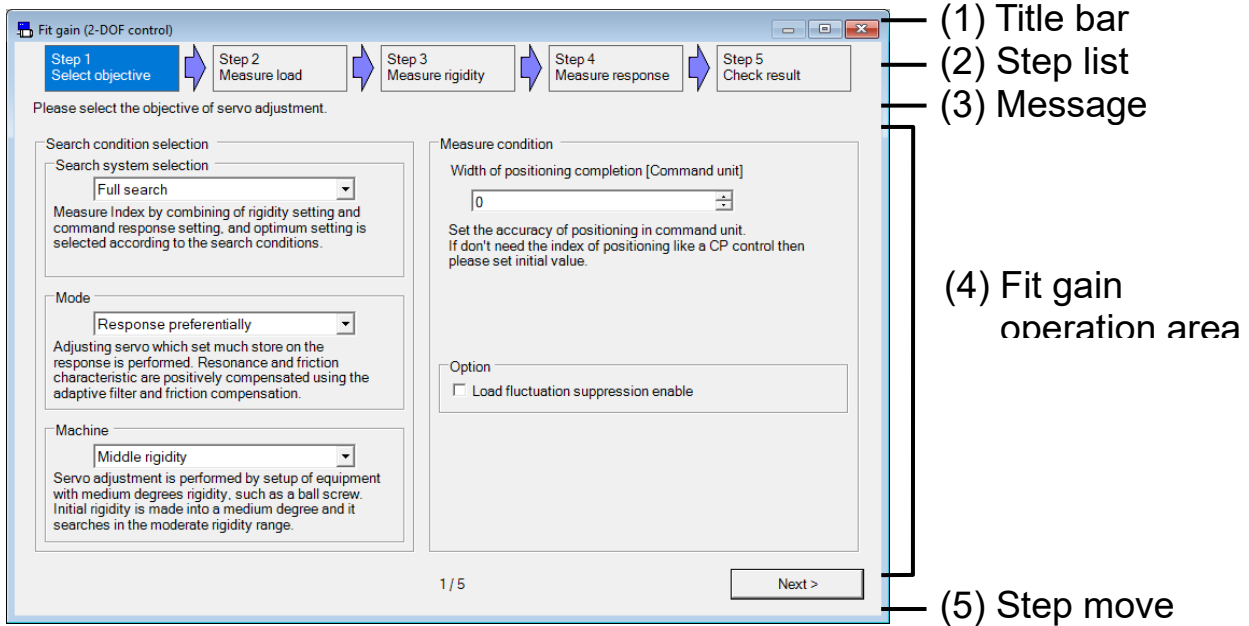 Fit gain (2-DOF control)
(1) Title bar
Step 1
Select objective
Step 2
Measure load
Step 3
Measure rigidity
Step 4
Measure response
Step 5
Check result
(2) Step list
Please select the objective of servo adjustment.
(3) Message
Search condition selection
Search system selection
Full search
Measure Index by combining of rigidity setting and
command response setting, and optimum setting is
selected according to the search conditions.
Mode
Response preferentially
Adjusting servo which set much store on the
response is performed. Resonance and friction
characteristic are positively compensated using the
adaptive filter and friction compensation.
Machine
Middle rigidity
Servo adjustment is performed by setup of equipment
with medium degrees rigidity, such as a ball screw.
Initial rigidity is made into a medium degree and it
searches in the moderate rigidity range.
Measure condition
Width of positioning completion [Command unit]
0
Set the accuracy of positioning in command unit.
If don't need the index of positioning like a CP control then
please set initial value.
Option
Load fluctuation suppression enable
(4) Fit gain
operation area
1 / 5
Next >
(5) Step move